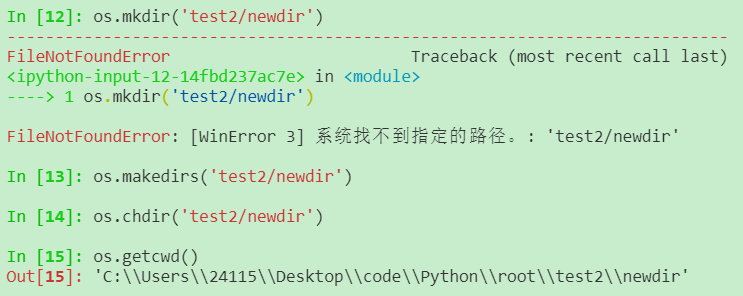 In [12]: os.mkdir('test2/newdir')
---------------------------------------------------------------------------
FileNotFoundError                         Traceback (most recent call last)
<ipython-input-12-14fbd237ac7e> in <module>
----> 1 os.mkdir('test2/newdir')
FileNotFoundError: [WinError 3] 系统找不到指定的路径。: 'test2/newdir'
In [13]: os.makedirs('test2/newdir')
In [14]: os.chdir('test2/newdir')
In [15]: os.getcwd()
Out[15]: 'C:\\Users\\24115\\Desktop\\code\\Python\\root\\test2\\newdir'